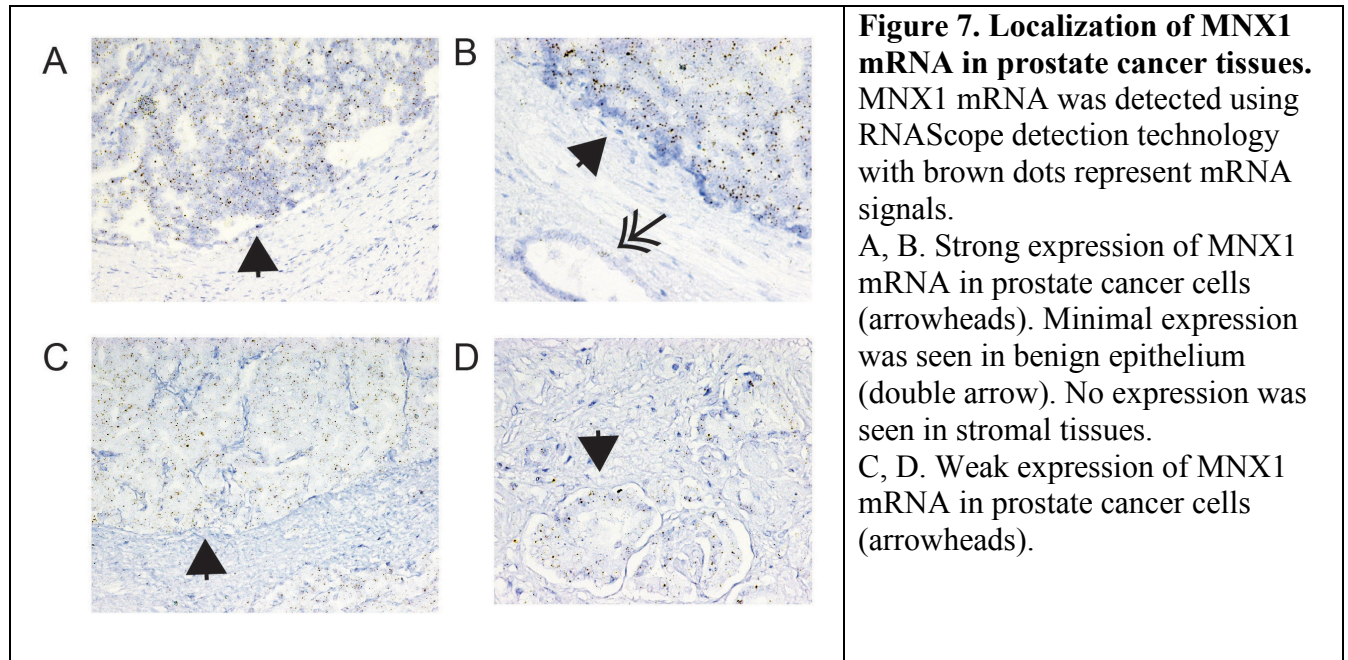 A
B
C
D
Figure 7. Localization of MNX1
mRNA in prostate cancer tissues.
MNX1 mRNA was detected using
RNAScope detection technology
with brown dots represent mRNA
signals.
A, B. Strong expression of MNX1
mRNA in prostate cancer cells
(arrowheads). Minimal expression
was seen in benign epithelium
(double arrow). No expression was
seen in stromal tissues.
C, D. Weak expression of MNX1
mRNA in prostate cancer cells
(arrowheads).